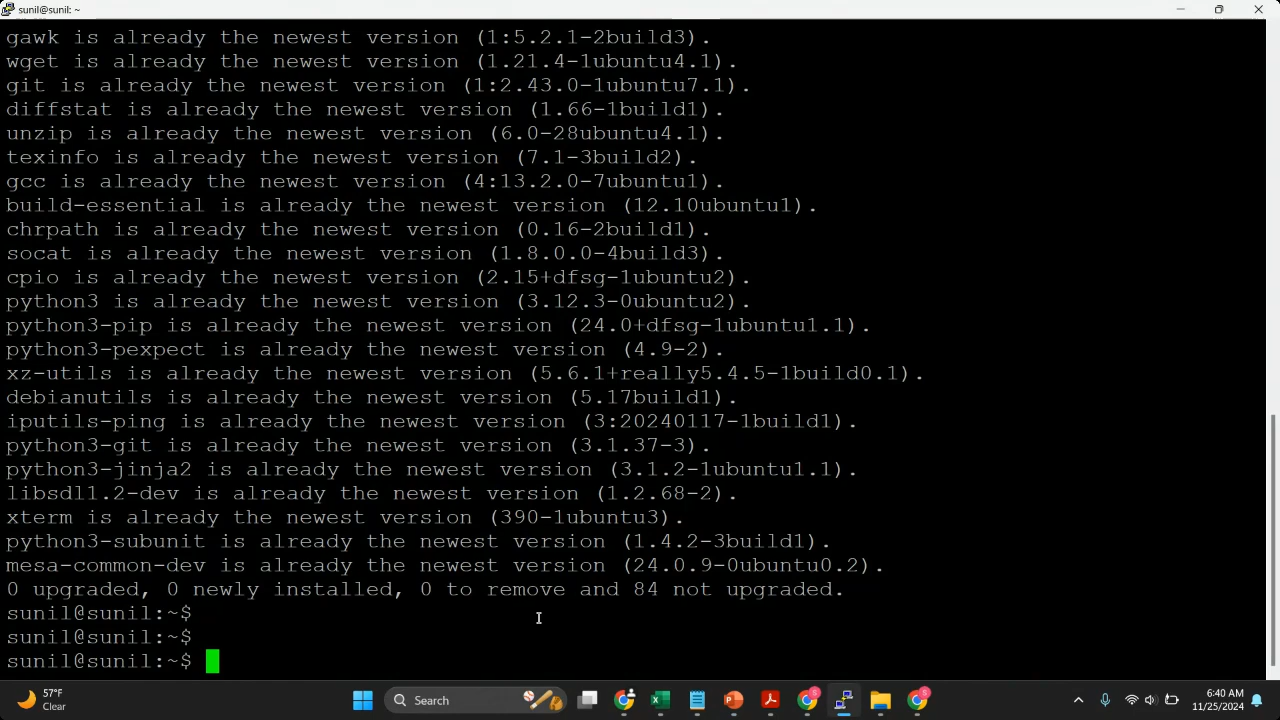 sunil@sunil: ~
gawk is already the newest version (1:5.2.1-2build3).
wget is already the newest version (1.21.4-1ubuntu4.1).
git is already the newest version (1:2.43.0-1ubuntu7.1).
diffstat is already the newest version (1.66-1build1).
unzip is already the newest version (6.0-28ubuntu4.1).
texinfo is already the newest version (7.1-3build2).
gcc is already the newest version (4:13.2.0-7ubuntu1).
build-essential is already the newest version (12.10ubuntu1).
chrpath is already the newest version (0.16-2build1).
socat is already the newest version (1.8.0.0-4build3).
cpio is already the newest version (2.15+dfsg-1ubuntu2).
python3 is already the newest version (3.12.3-0ubuntu2).
python3-pip is already the newest version (24.0+dfsg-1ubuntu1.1).
python3-pexpect is already the newest version (4.9-2).
xz-utils is already the newest version (5.6.1+really5.4.5-1build0.1).
debianutils is already the newest version (5.17build1).
iputils-ping is already the newest version (3:20240117-1build1).
python3-git is already the newest version (3.1.37-3).
python3-jinja2 is already the newest version (3.1.2-1ubuntu1.1).
libsdl1.2-dev is already the newest version (1.2.68-2).
xterm is already the newest version (390-1ubuntu3).
python3-subunit is already the newest version (1.4.2-3build1).
mesa-common-dev is already the newest version (24.0.9-0ubuntu0.2).
0 upgraded, 0 newly installed, 0 to remove and 84 not upgraded.
sunil@sunil:~$
sunil@sunil:~$
sunil@sunil:~$
57°F
Clear
Search
6:40 AM
11/25/2024